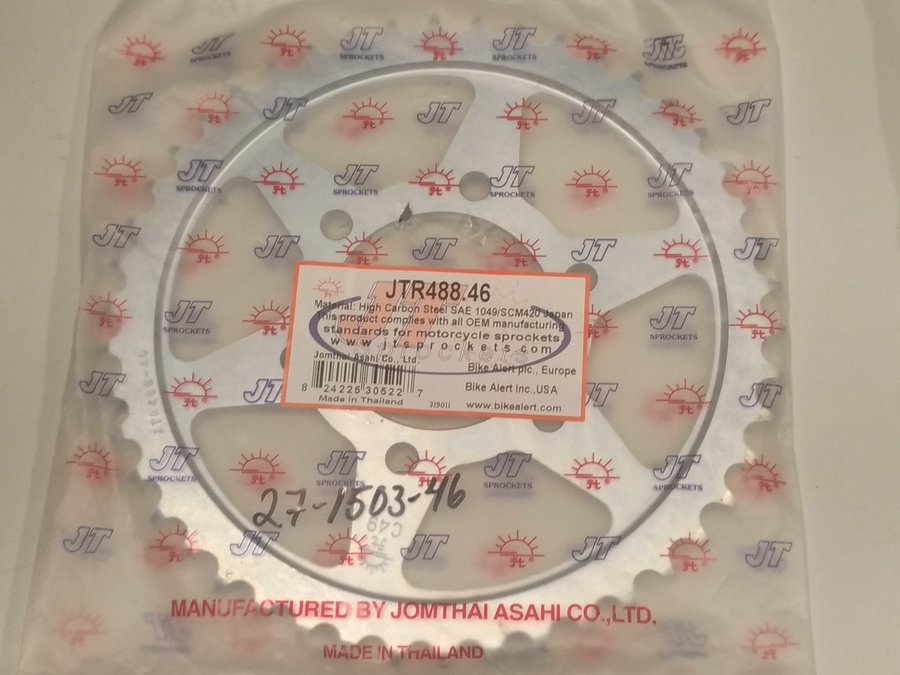 JT SPROCKETS
JTR488.46
Material: High Carbon Steel SAE 1049/SCM420 Japan
This product complies with all OEM manufacturing
standards for motorcycle sprockets
www.jtsprockets.com
Jomthai Asahi Co., Ltd.
Bike Alert plc., Europe
8 24225 30522 7
Bike Alert Inc.,USA
Made in Thailand
319011
www.bikealert.com
27-1503-46
C49
MANUFACTURED BY JOMTHAI ASAHI CO.,LTD.
MADE IN THAILAND